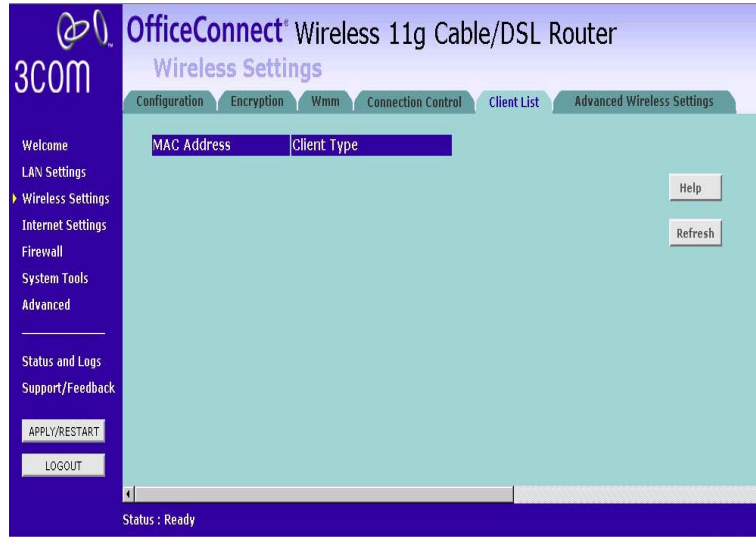 3com
OfficeConnect® Wireless 11g Cable/DSL Router
Wireless Settings
Configuration Encryption Wmm Connection Control Client List Advanced Wireless Settings
Welcome
LAN Settings
Wireless Settings
Internet Settings
Firewall
System Tools
Advanced
Status and Logs
Support/Feedback
APPLY/RESTART
LOGOUT
MAC Address Client Type
Help
Refresh
Status : Ready